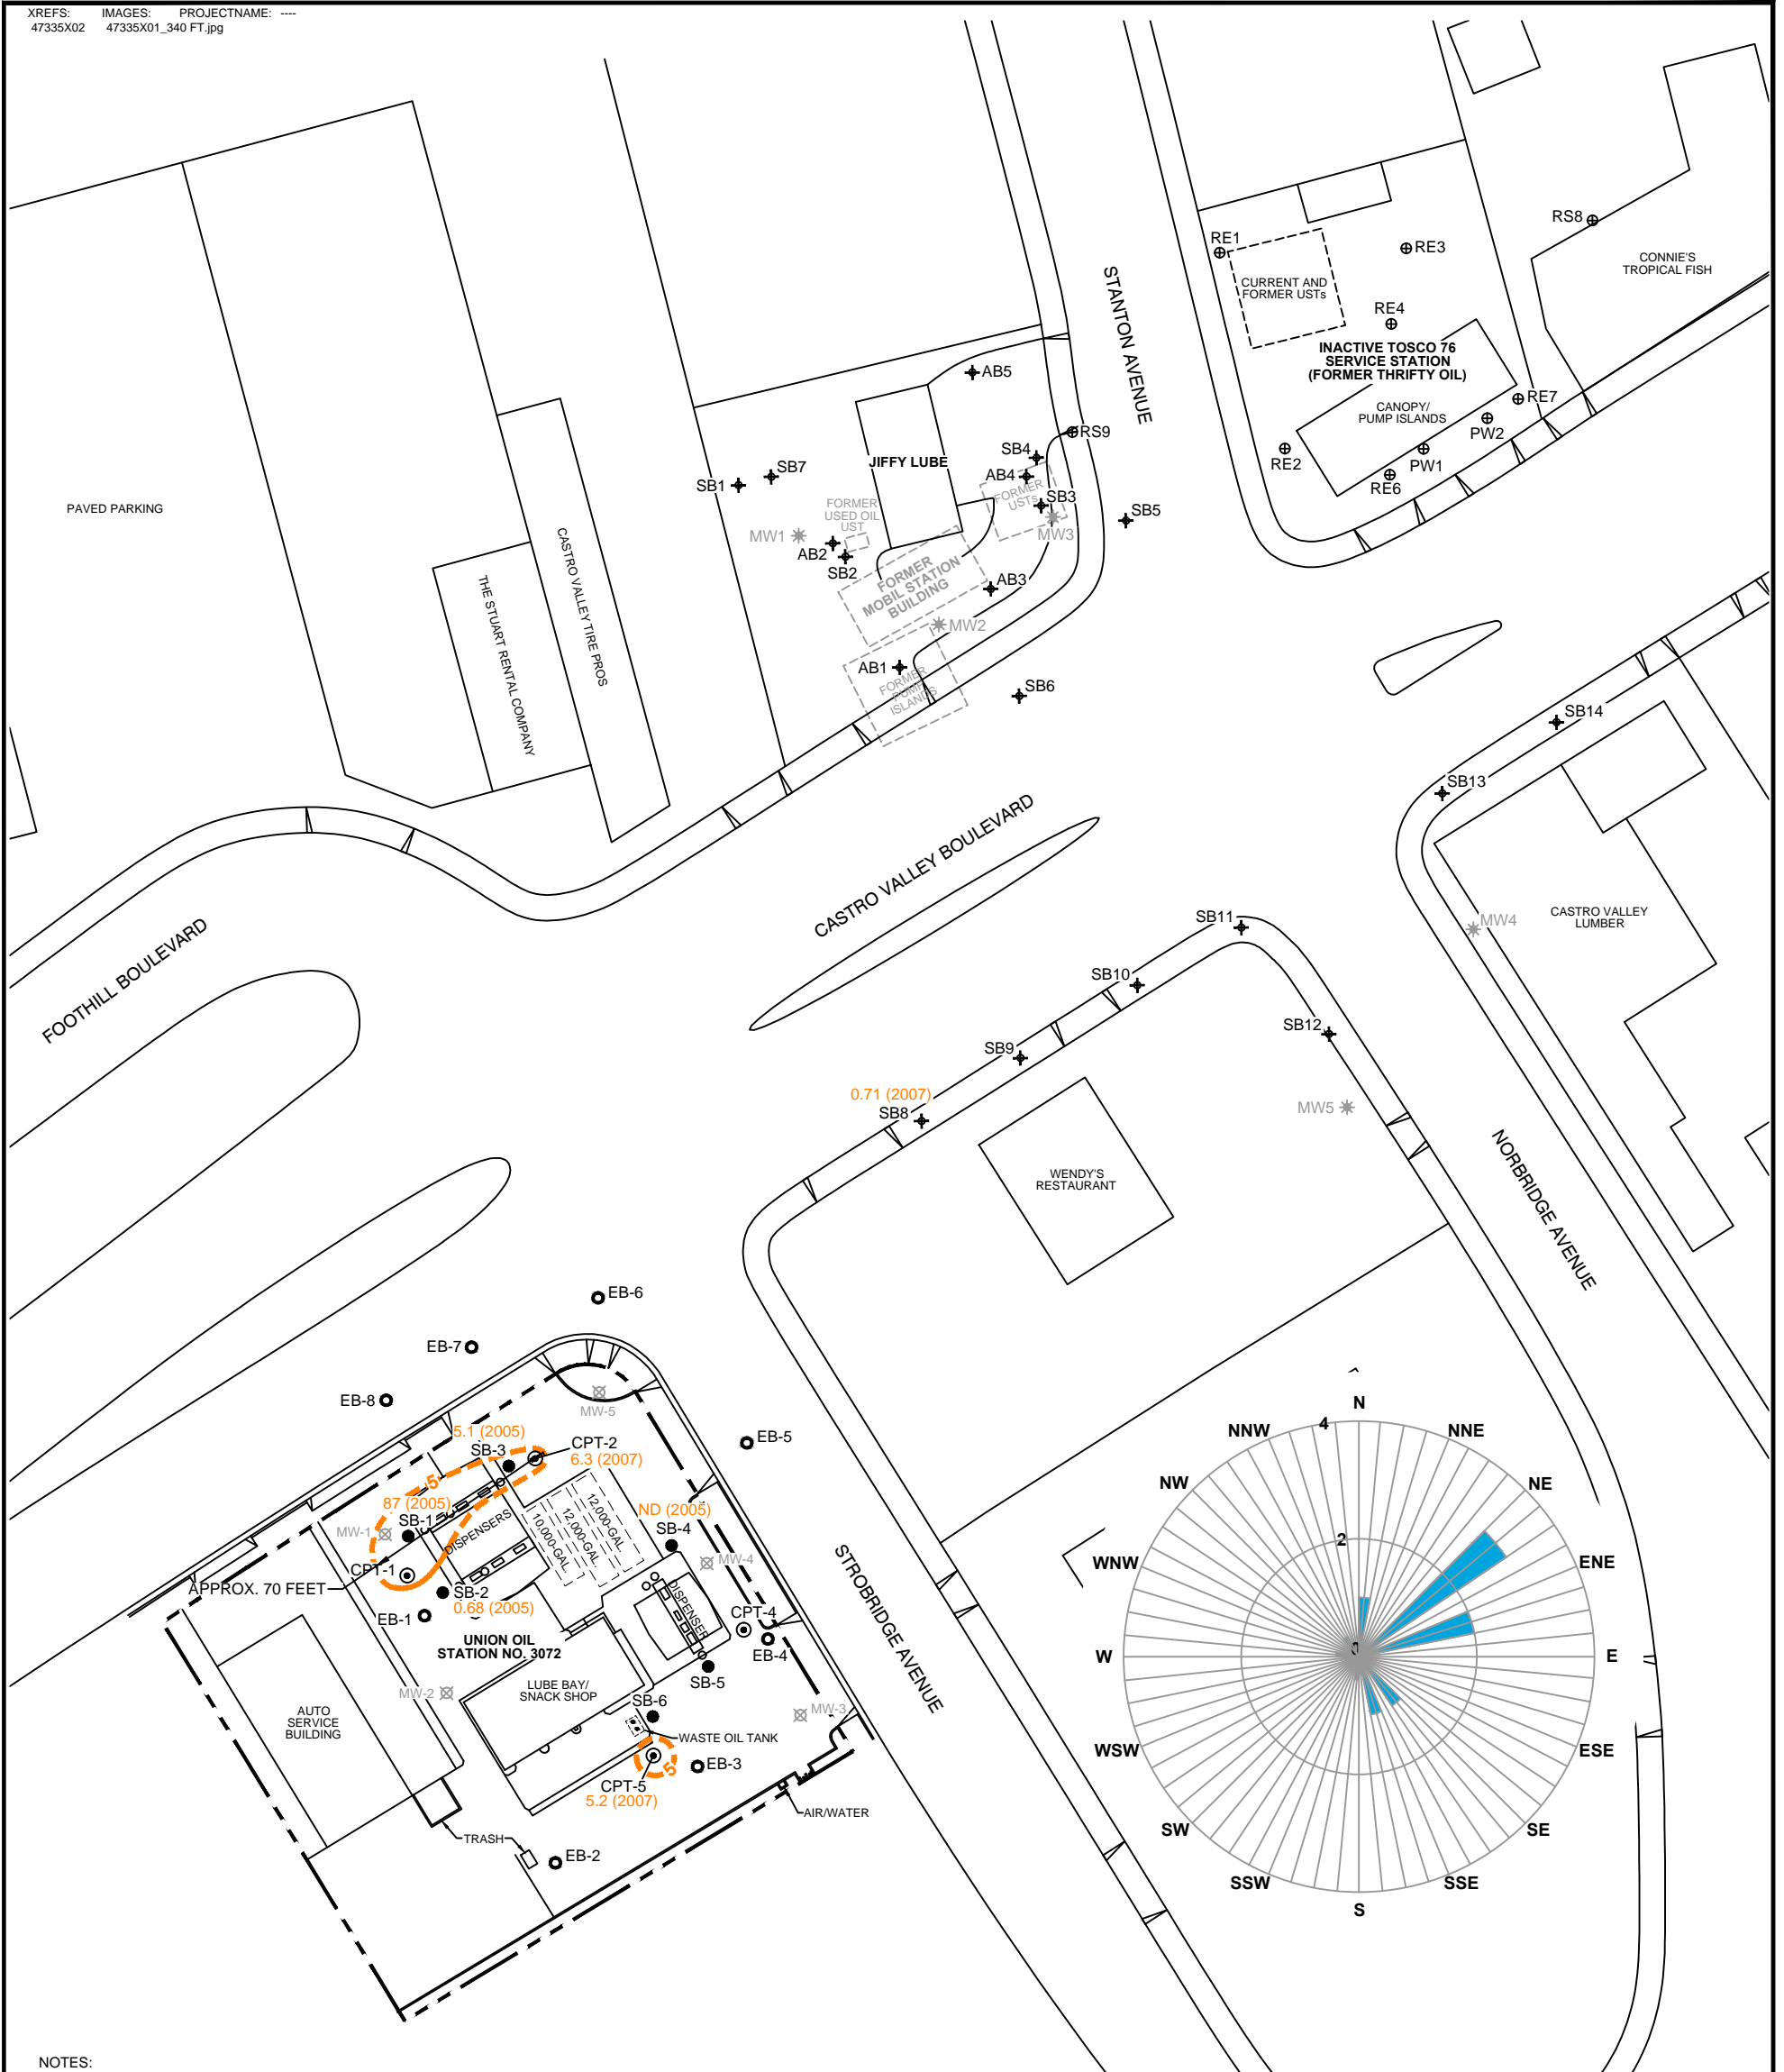 XREFS: IMAGES: PROJECTNAME: ----
47335X02 47335X01_340 FT.jpg
RS8
RE1
RE3
CONNIE'S
TROPICAL FISH
CURRENT AND
FORMER USTs
STANTON AVENUE
RE4
INACTIVE TOSCO 76
SERVICE STATION
(FORMER THRIFTY OIL)
AB5
RE7
CANOPY/
PUMP ISLANDS
PW2
RS9
SB4
JIFFY LUBE
RE2
PW1
SB7
AB4
RE6
SB1
FORMER
USTs
SB3
PAVED PARKING
FORMER
USED OIL
UST
SB5
MW1
MW3
AB2
SB2
CASTRO VALLEY TIRE PROS
THE STUART RENTAL COMPANY
FORMER
MOBIL STATION
BUILDING
AB3
MW2
AB1
FORMER
PUMP
ISLANDS
SB6
SB14
SB13
CASTRO VALLEY BOULEVARD
SB11
CASTRO VALLEY
LUMBER
MW4
FOOTHILL BOULEVARD
SB10
SB12
SB9
0.71 (2007)
SB8
MW5
WENDY'S
RESTAURANT
NORBRIDGE AVENUE
EB-6
EB-7
EB-8
MW-5
5.1 (2005)
SB-3
CPT-2
6.3 (2007)
EB-5
5
87 (2005)
SB-1
MW-1
DISPENSERS
10,000-GAL
12,000-GAL
12,000-GAL
ND (2005)
SB-4
MW-4
CPT-1
APPROX. 70 FEET
SB-2
0.68 (2005)
EB-1
DISPENSER
CPT-4
EB-4
UNION OIL
STATION NO. 3072
STROBRIDGE AVENUE
SB-5
LUBE BAY/
SNACK SHOP
MW-2
SB-6
MW-3
AUTO
SERVICE
BUILDING
WASTE OIL TANK
EB-3
5
CPT-5
5.2 (2007)
AIR/WATER
TRASH
EB-2
N
NNW
4
NNE
NW
NE
2
WNW
ENE
W
E
WSW
ESE
SW
SE
SSW
SSE
S
NOTES: